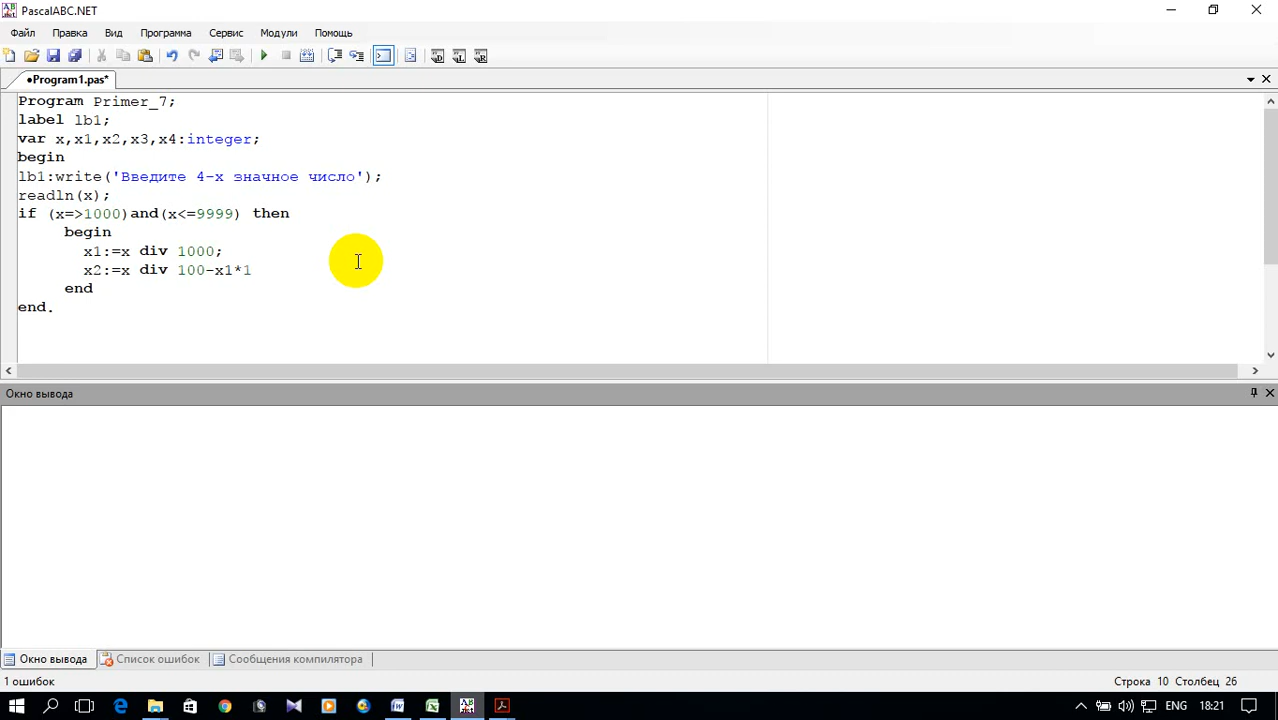 PascalABC.NET
Файл Правка Вид Программа Сервис Модули Помощь
•Program1.pas*
Program Primer_7;
label lb1;
var x,x1,x2,x3,x4:integer;
begin
lb1:write('Введите 4-х значное число');
readln(x);
if (x=>1000)and(x<=9999) then
begin
x1:=x div 1000;
x2:=x div 100-x1*1
end
end.
Окно вывода
Окно вывода Список ошибок Сообщения компилятора
1 ошибок Строка 10 Столбец 26
ENG 18:21